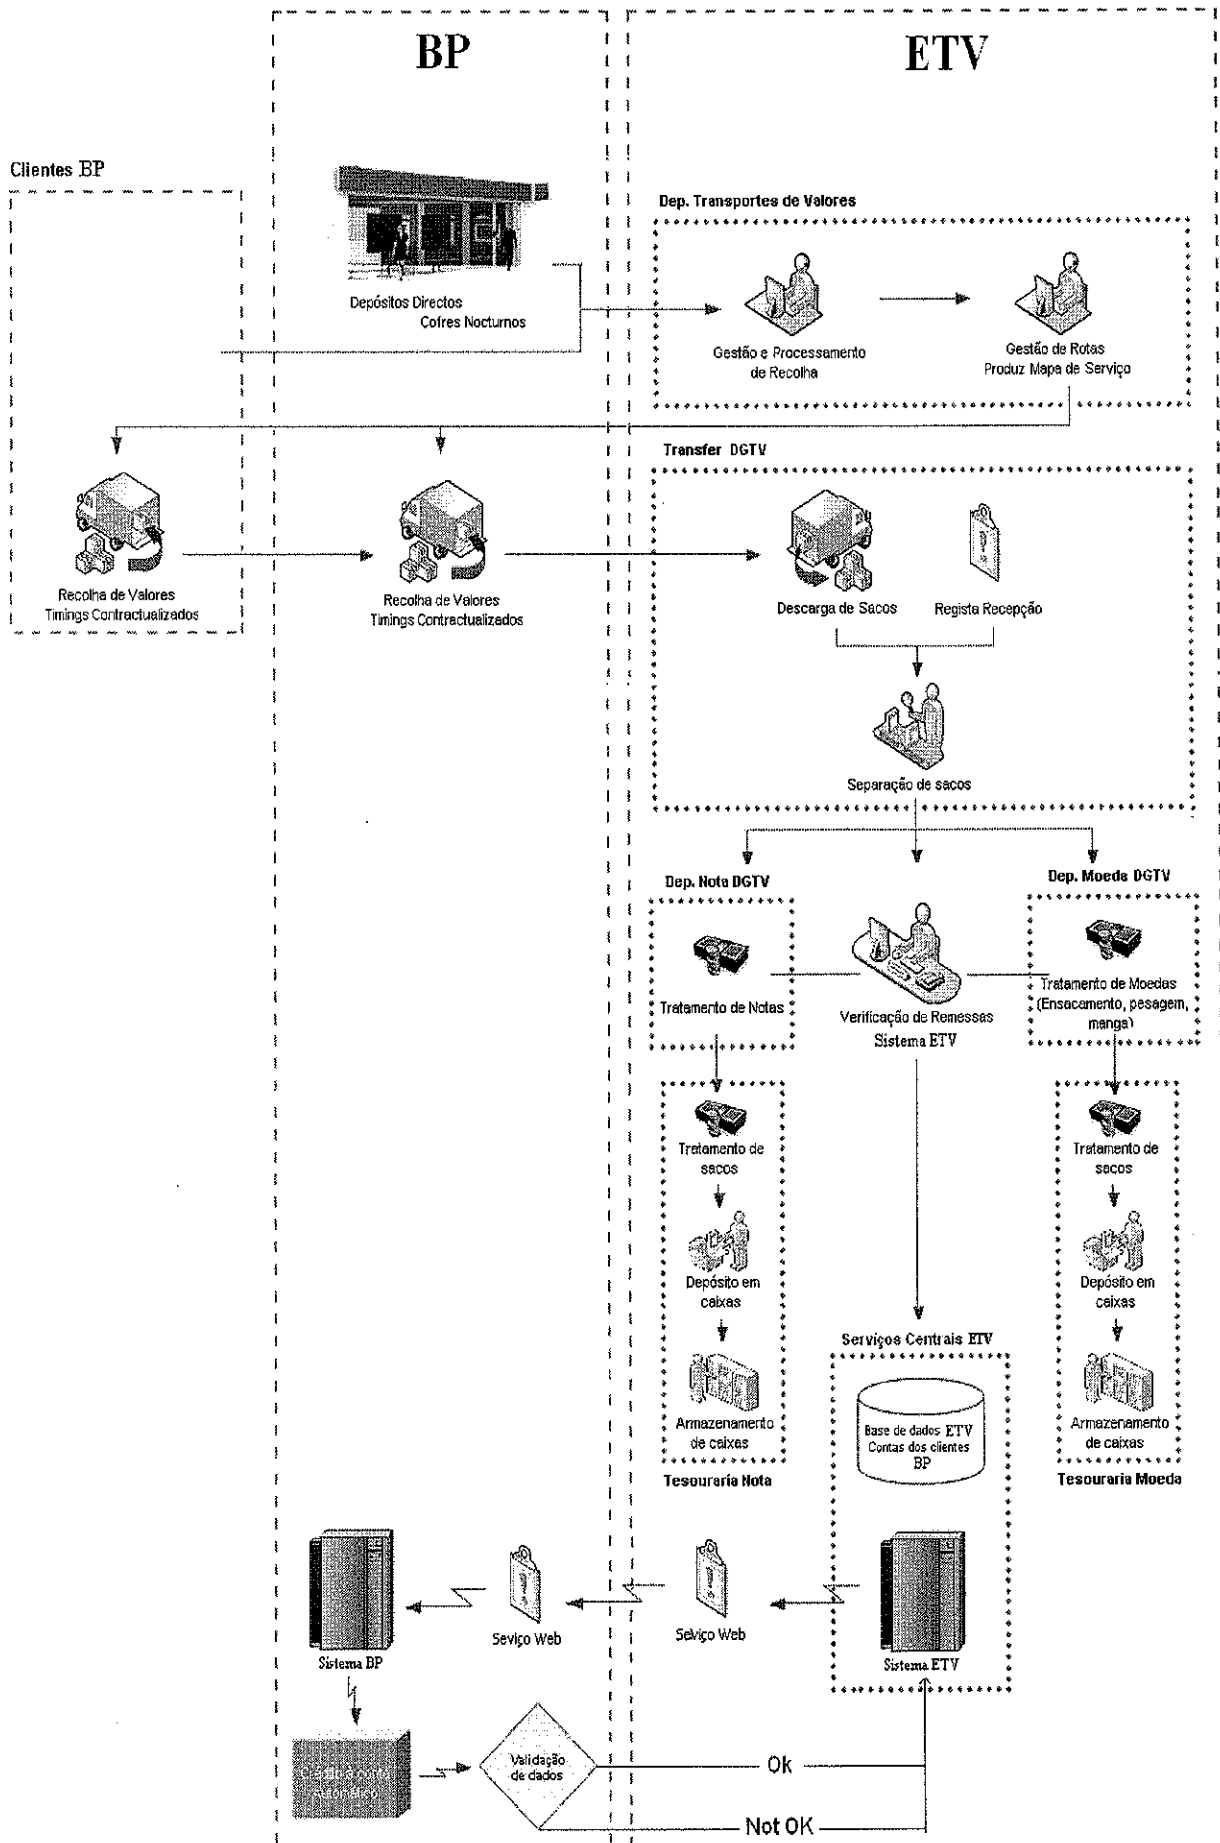 BP
ETV
Clientes BP
Depósitos Directos
Cofres Nocturnos
Dep. Transportes de Valores
Gestão e Processamento
de Recolha
Gestão de Rotas
Produz Mapa de Serviço
Transfer DGTV
Recolha de Valores
Timings Contractualizados
Recolha de Valores
Timings Contractualizados
Descarga de Sacos
Regista Recepção
Separação de sacos
Dep. Nota DGTV
Dep. Moeda DGTV
Tratamento de Notas
Verificação de Remessas
Sistema ETV
Tratamento de Moedas
(Ensacamento, pesagem,
manga)
Tratamento de
sacos
Depósito em
caixas
Armazenamento
de caixas
Tesouraria Nota
Serviços Centrais ETV
Base de dados ETV
Contas dos clientes
BP
Tratamento de
sacos
Depósito em
caixas
Armazenamento
de caixas
Tesouraria Moeda
Sistema BP
Seviço Web
Seviço Web
Sistema ETV
Crédito a conta
automático
Validação
de dados
Ok
Not OK